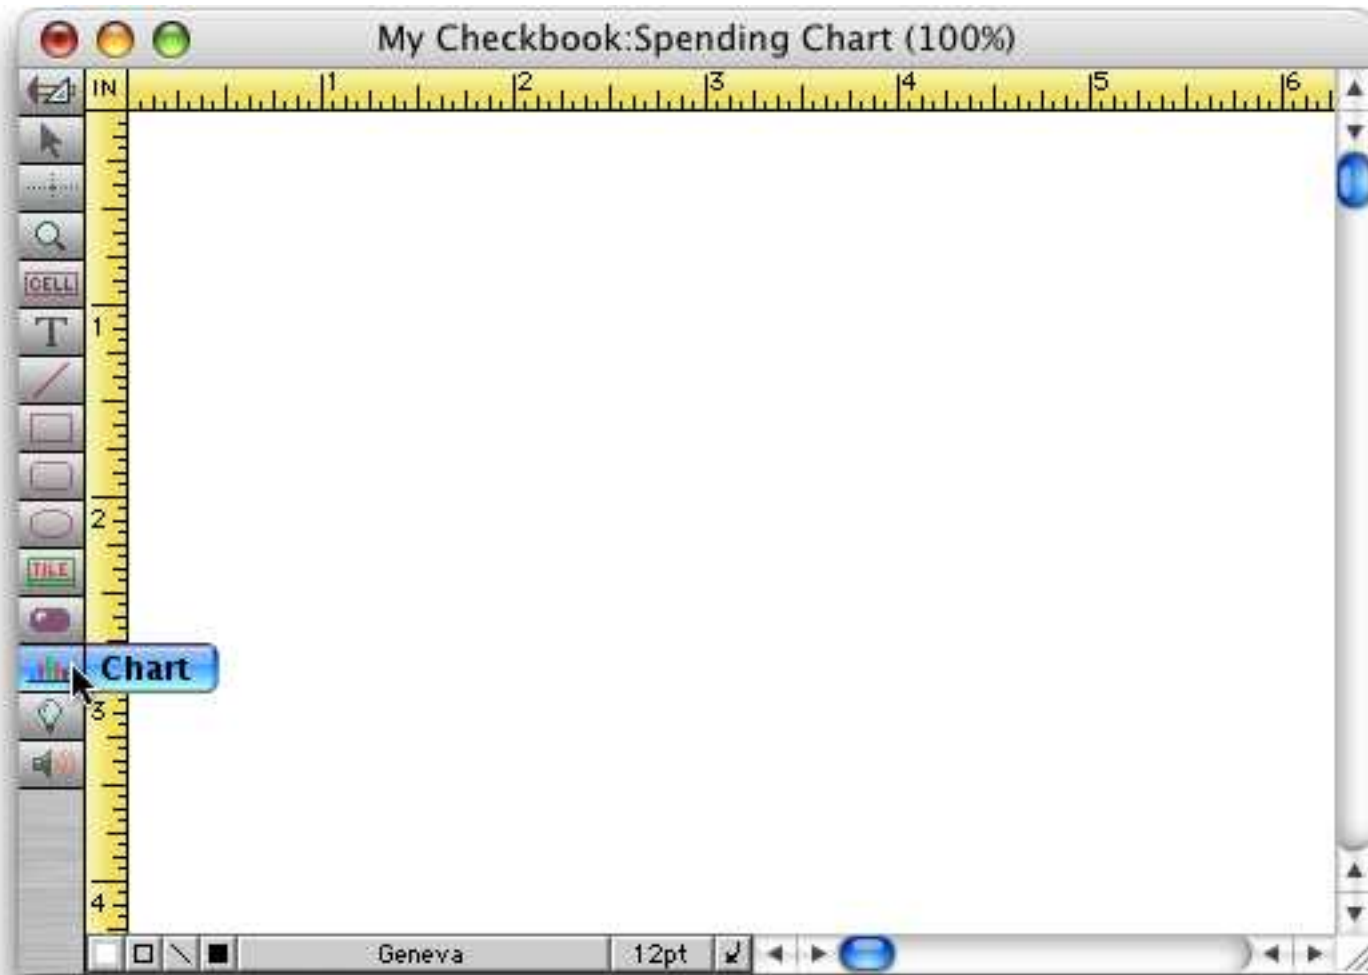 My Checkbook:Spending Chart (100%)
IN 1 2 3 4 5 6
CELL
T
1
2
TILE
Chart
3
4
Geneva 12pt